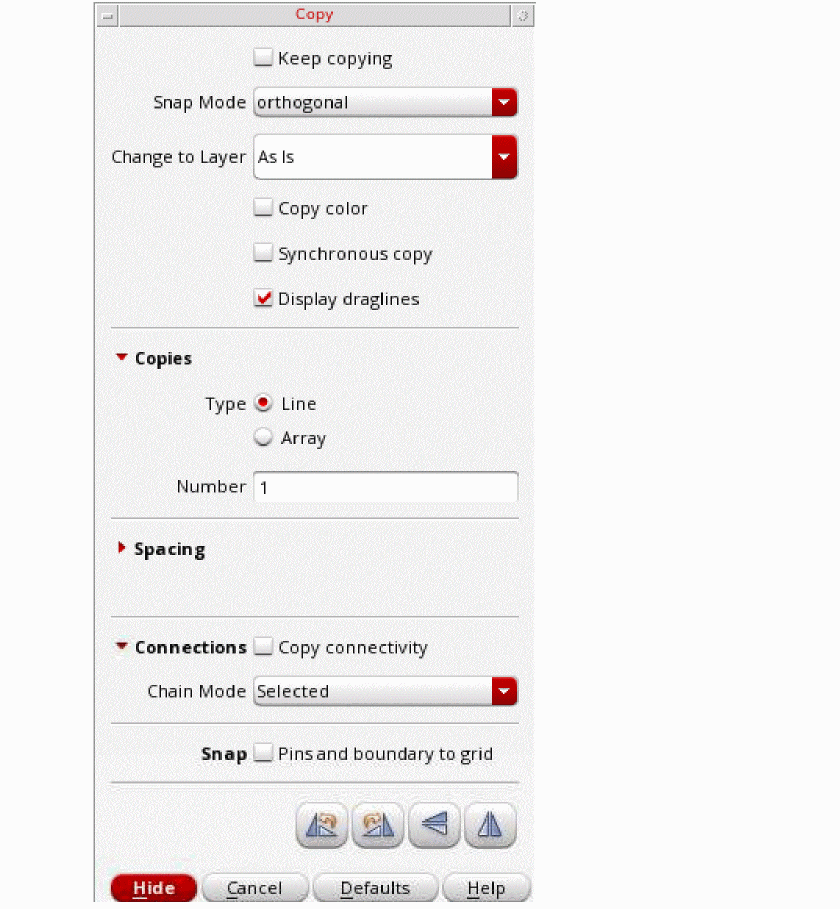 Copy
Keep copying
Snap Mode orthogonal
Change to Layer As Is
Copy color
Synchronous copy
Display draglines
Copies
Type Line
Array
Number 1
Spacing
Connections Copy connectivity
Chain Mode Selected
Snap Pins and boundary to grid
Hide Cancel Defaults Help